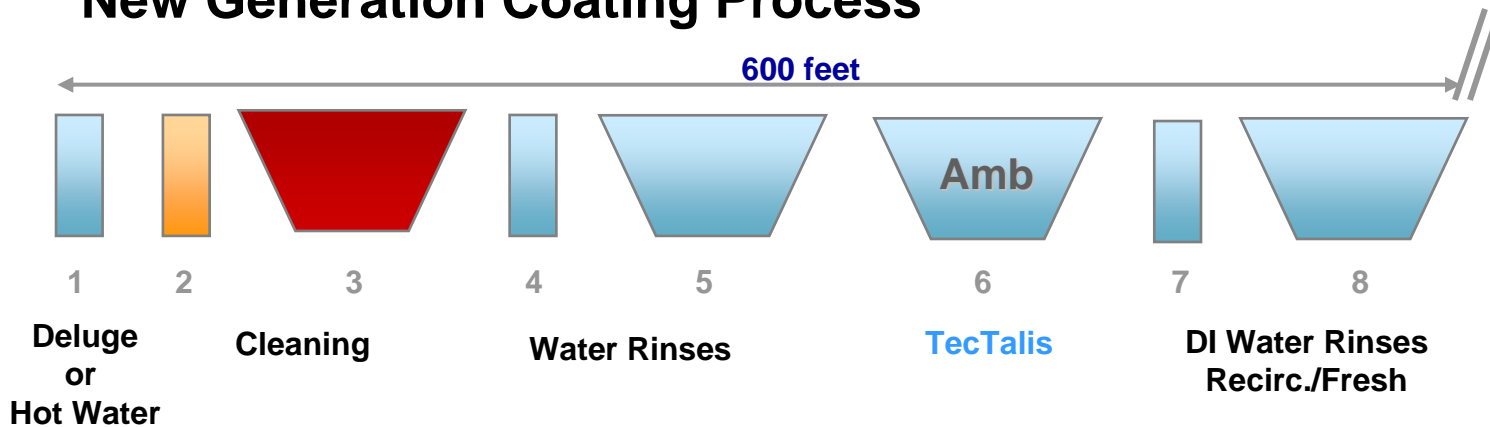 New Generation Coating Process
600 feet
Amb
1 2 3 4 5 6 7 8
Deluge
or
Hot Water
Cleaning
Water Rinses
TecTalis
DI Water Rinses
Recirc./Fresh